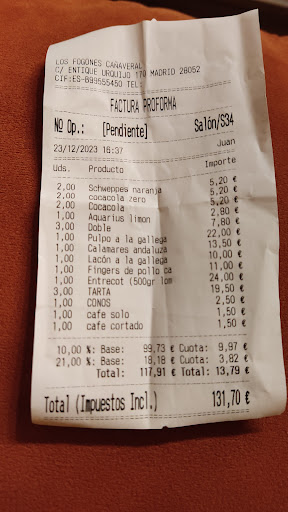 LOS FOGONES CAÑAVERAL
C/ ENTIQUE URQUIJO 170 MADRID 28052
CIF:ES-B99555450 TEL:
FACTURA PROFORMA
Nº Op.: [Pendiente] Salón/S34
23/12/2023 16:37 Juan
Uds. Producto Importe
2,00 Schweppes naranja 5,20 €
2,00 cocacola zero 5,20 €
2,00 Cocacola 5,20 €
1,00 Aquarius limon 2,80 €
3,00 Doble 7,80 €
1,00 Pulpo a la gallega 22,00 €
1,00 Calamares andaluza 13,50 €
1,00 Lacón a la gallega 10,00 €
1,00 Fingers de pollo ca 11,00 €
1,00 Entrecot (500gr lom 24,00 €
3,00 TARTA 19,50 €
1,00 CONOS 2,50 €
1,00 cafe solo 1,50 €
1,00 cafe cortado 1,50 €
10,00 %: Base: 99,73 € Cuota: 9,97 €
21,00 %: Base: 18,18 € Cuota: 3,82 €
Total: 117,91 € Total: 13,79 €
Total (Impuestos Incl.) 131,70 €